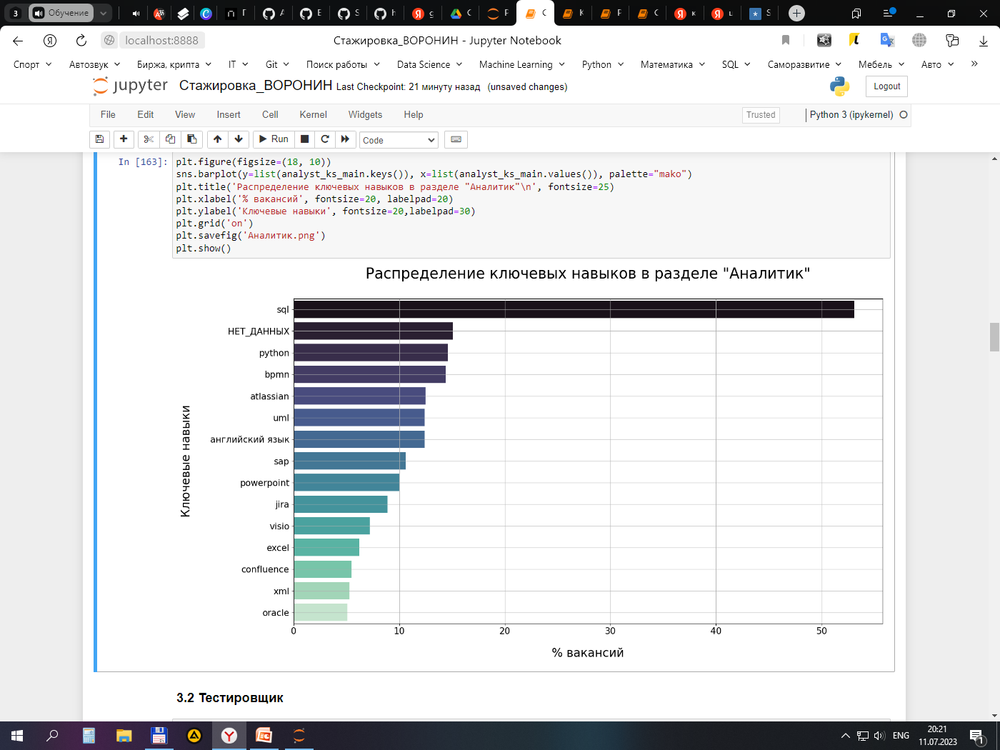 3 Обучение
localhost:8888 Стажировка_ВОРОНИН - Jupyter Notebook
Спорт Автозвук Биржа, крипта IT Git Поиск работы Data Science Machine Learning Python Математика SQL Саморазвитие Мебель Авто »
jupyter Стажировка_ВОРОНИН Last Checkpoint: 21 минуту назад (unsaved changes) Logout
File Edit View Insert Cell Kernel Widgets Help Trusted Python 3 (ipykernel)
Run Code
In [163]: plt.figure(figsize=(18, 10))
sns.barplot(y=list(analyst_ks_main.keys()), x=list(analyst_ks_main.values()), palette="mako")
plt.title('Распределение ключевых навыков в разделе "Аналитик"\n', fontsize=25)
plt.xlabel('% вакансий', fontsize=20, labelpad=20)
plt.ylabel('Ключевые навыки', fontsize=20,labelpad=30)
plt.grid('on')
plt.savefig('Аналитик.png')
plt.show()
Распределение ключевых навыков в разделе "Аналитик"
Ключевые навыки
sql
НЕТ_ДАННЫХ
python
bpmn
atlassian
uml
английский язык
sap
powerpoint
jira
visio
excel
confluence
xml
oracle
0 10 20 30 40 50
% вакансий
3.2 Тестировщик
ENG 20:21
11.07.2023 1